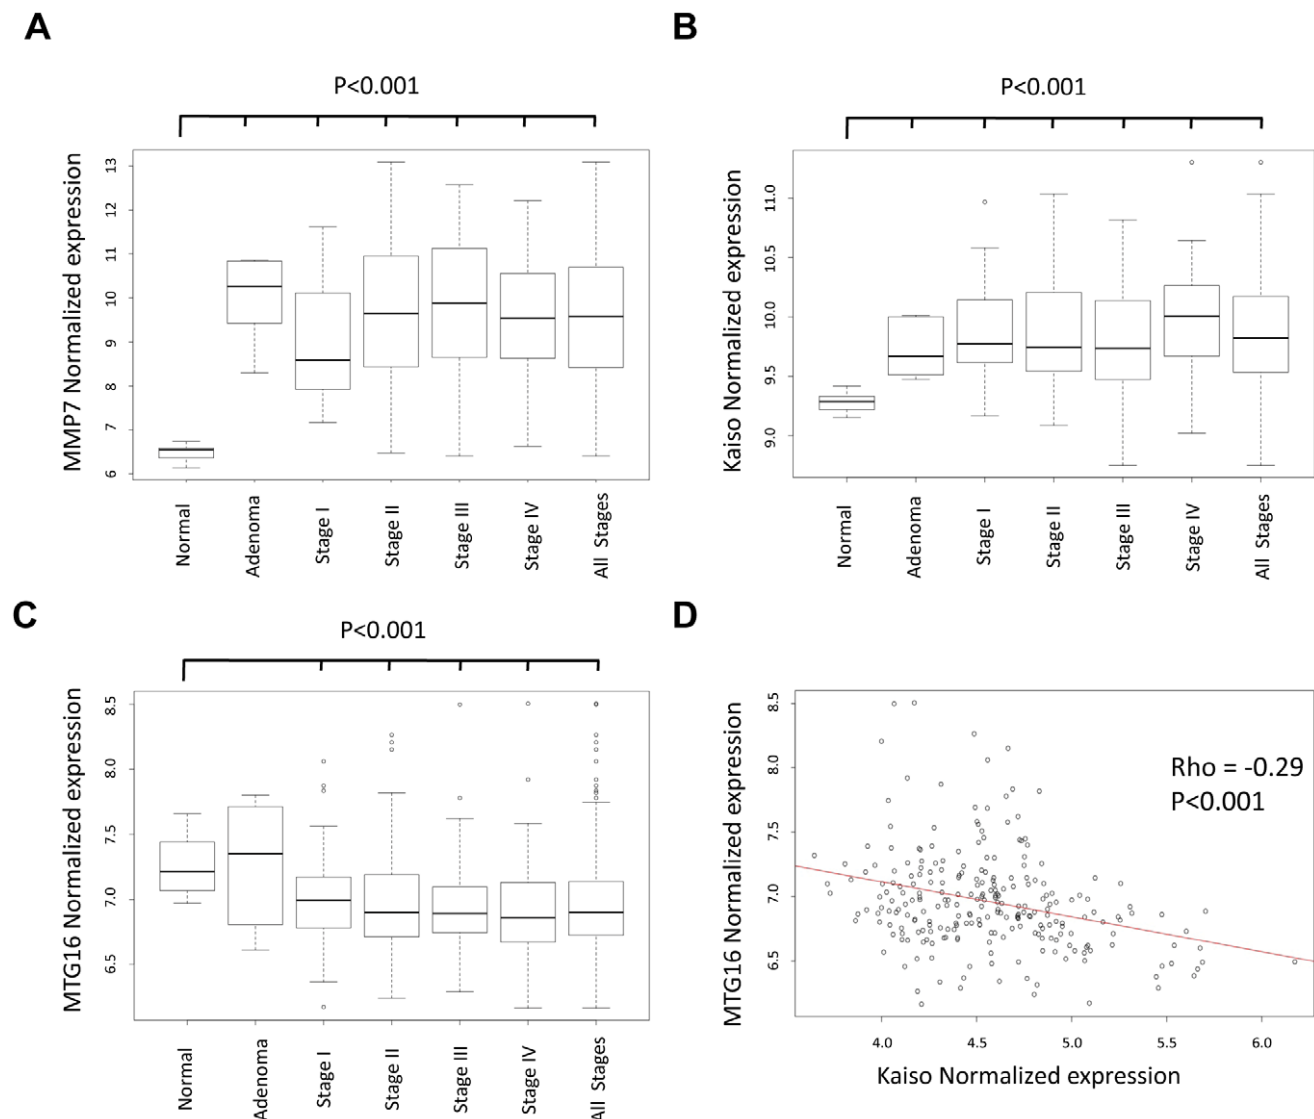 A
P<0.001
MMP7 Normalized expression
13
12
11
10
9
8
7
6
Normal
Adenoma
Stage I
Stage II
Stage III
Stage IV
All Stages
B
P<0.001
Kaiso Normalized expression
11.0
10.5
10.0
9.5
9.0
Normal
Adenoma
Stage I
Stage II
Stage III
Stage IV
All Stages
C
P<0.001
MTG16 Normalized expression
8.5
8.0
7.5
7.0
6.5
Normal
Adenoma
Stage I
Stage II
Stage III
Stage IV
All Stages
D
MTG16 Normalized expression
8.5
8.0
7.5
7.0
6.5
Rho = -0.29
P<0.001
4.0 4.5 5.0 5.5 6.0
Kaiso Normalized expression